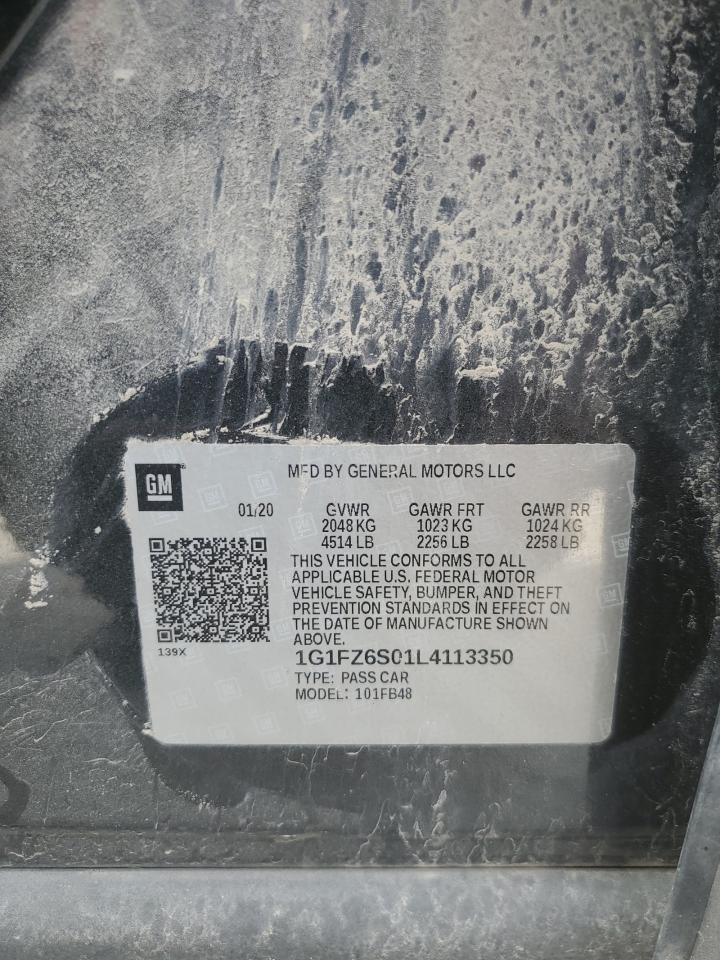 GM
MFD BY GENERAL MOTORS LLC
01/20 GVWR GAWR FRT GAWR RR
2048 KG 1023 KG 1024 KG
4514 LB 2256 LB 2258 LB
THIS VEHICLE CONFORMS TO ALL
APPLICABLE U.S. FEDERAL MOTOR
VEHICLE SAFETY, BUMPER, AND THEFT
PREVENTION STANDARDS IN EFFECT ON
THE DATE OF MANUFACTURE SHOWN
ABOVE.
139X
1G1FZ6S01L4113350
TYPE: PASS CAR
MODEL: 101FB48